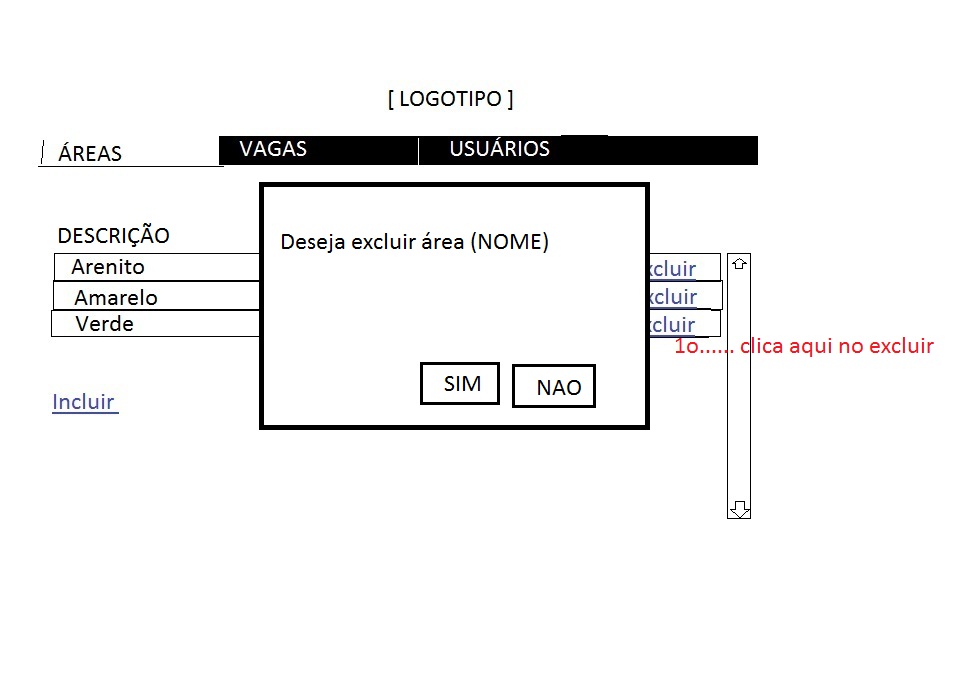 [ LOGOTIPO ]
ÁREAS VAGAS USUÁRIOS
DESCRIÇÃO
Deseja excluir área (NOME)
Arenito xcluir
Amarelo xcluir
Verde xcluir
1o...... clica aqui no excluir
SIM NAO
Incluir